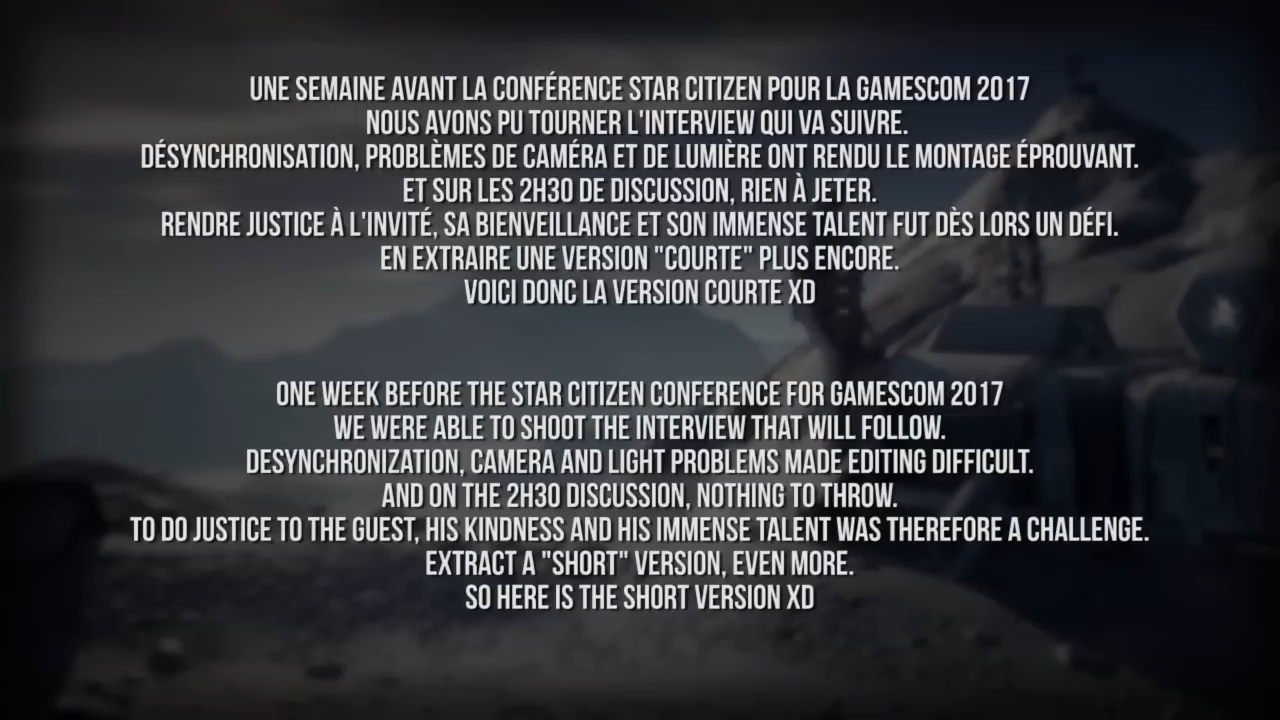 UNE SEMAINE AVANT LA CONFÉRENCE STAR CITIZEN POUR LA GAMESCOM 2017
NOUS AVONS PU TOURNER L'INTERVIEW QUI VA SUIVRE.
DÉSYNCHRONISATION, PROBLÈMES DE CAMÉRA ET DE LUMIÈRE ONT RENDU LE MONTAGE ÉPROUVANT.
ET SUR LES 2H30 DE DISCUSSION, RIEN À JETER.
RENDRE JUSTICE À L'INVITÉ, SA BIENVEILLANCE ET SON IMMENSE TALENT FUT DÈS LORS UN DÉFI.
EN EXTRAIRE UNE VERSION "COURTE" PLUS ENCORE.
VOICI DONC LA VERSION COURTE XD
ONE WEEK BEFORE THE STAR CITIZEN CONFERENCE FOR GAMESCOM 2017
WE WERE ABLE TO SHOOT THE INTERVIEW THAT WILL FOLLOW.
DESYNCHRONIZATION, CAMERA AND LIGHT PROBLEMS MADE EDITING DIFFICULT.
AND ON THE 2H30 DISCUSSION, NOTHING TO THROW.
TO DO JUSTICE TO THE GUEST, HIS KINDNESS AND HIS IMMENSE TALENT WAS THEREFORE A CHALLENGE.
EXTRACT A "SHORT" VERSION, EVEN MORE.
SO HERE IS THE SHORT VERSION XD